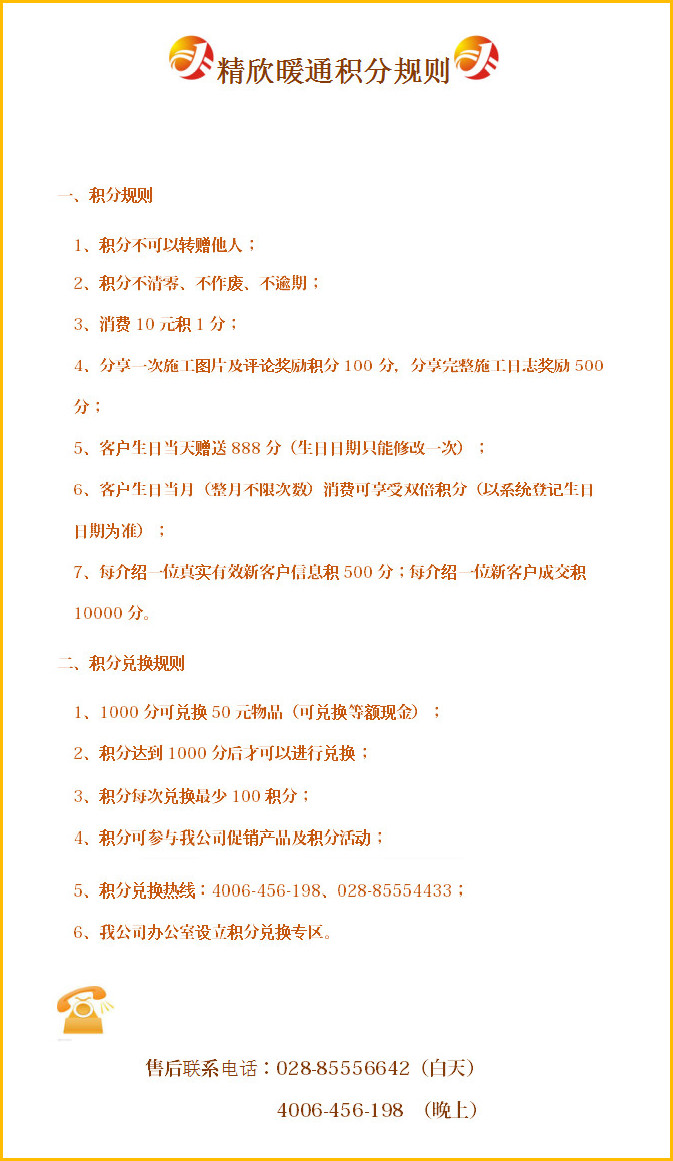 精欣暖通积分规则
一、积分规则
1、积分不可以转赠他人；
2、积分不清零、不作废、不逾期；
3、消费 10 元积 1 分；
4、分享一次施工图片及评论奖励积分 100 分，分享完整施工日志奖励 500
分；
5、客户生日当天赠送 888 分（生日日期只能修改一次）；
6、客户生日当月（整月不限次数）消费可享受双倍积分（以系统登记生日
日期为准）；
7、每介绍一位真实有效新客户信息积 500 分；每介绍一位新客户成交积
10000 分。
二、积分兑换规则
1、1000 分可兑换 50 元物品（可兑换等额现金）；
2、积分达到 1000 分后才可以进行兑换；
3、积分每次兑换最少 100 积分；
4、积分可参与我公司促销产品及积分活动；
5、积分兑换热线：4006-456-198、028-85554433；
6、我公司办公室设立积分兑换专区。
售后联系电话：028-85556642（白天）
4006-456-198 （晚上）